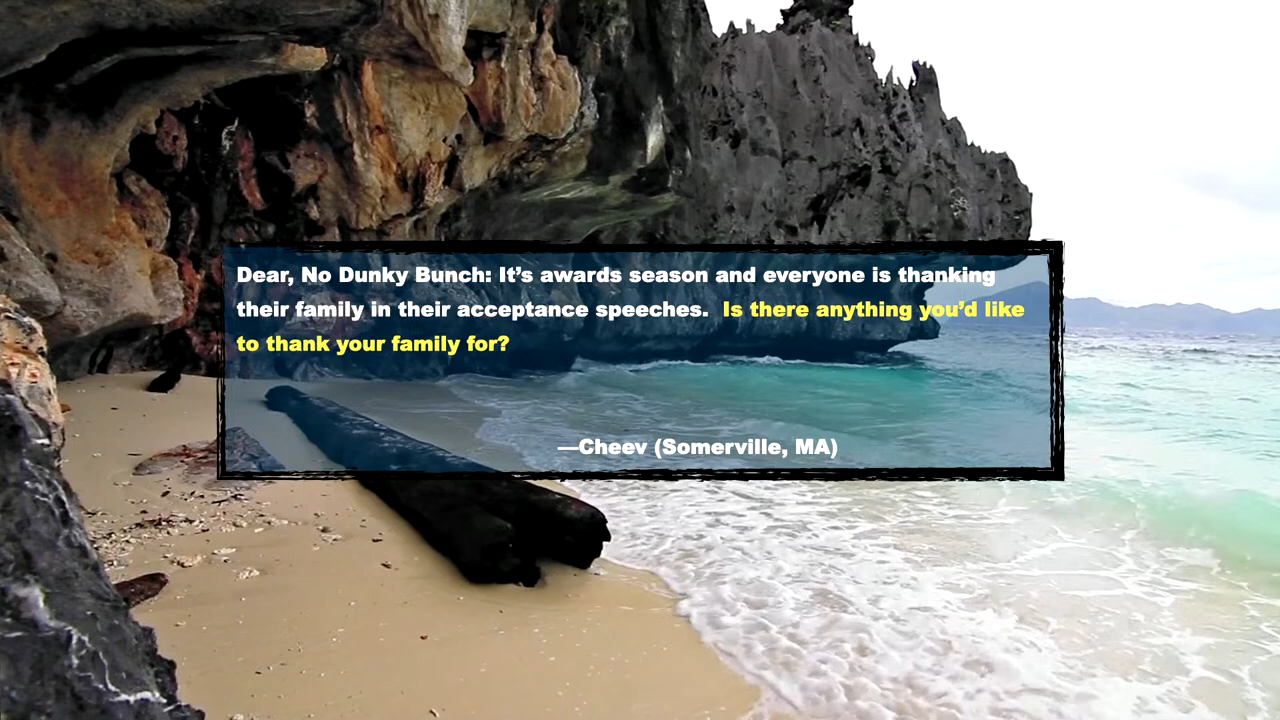 Dear, No Dunky Bunch: It’s awards season and everyone is thanking
their family in their acceptance speeches.  Is there anything you’d like
to thank your family for?
—Cheev (Somerville, MA)